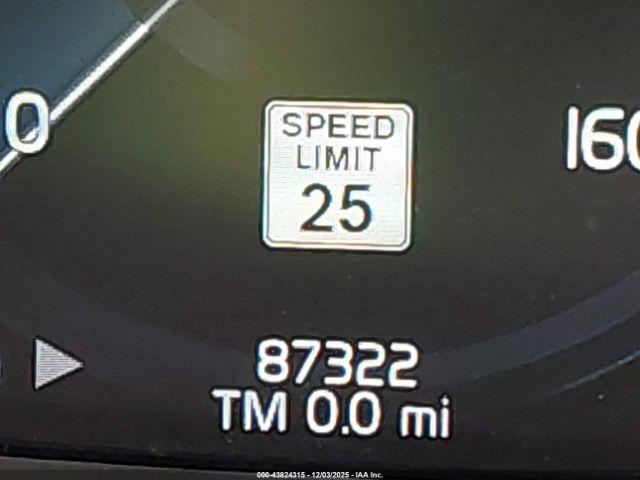 0
SPEED
LIMIT
25
160
87322
TM 0.0 mi
000-43824315 - 12/03/2025 - IAA Inc.